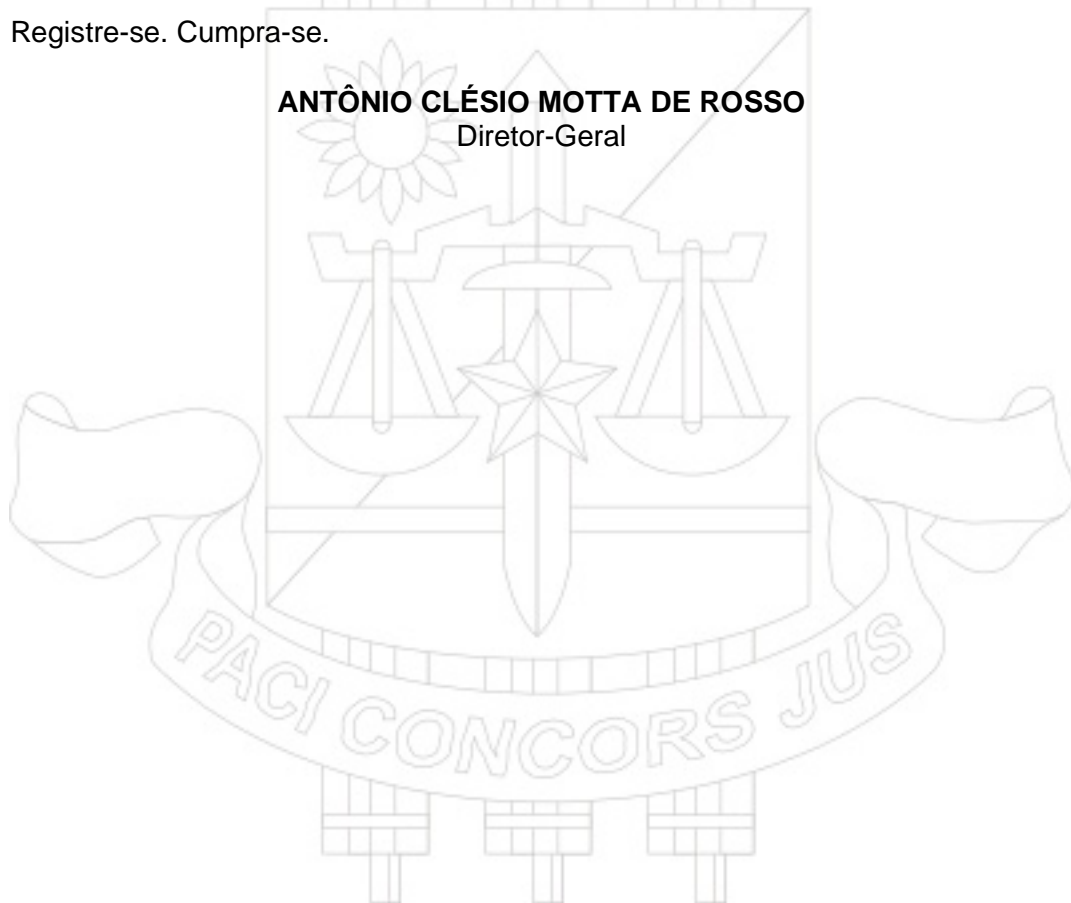 Registre-se. Cumpra-se.
ANTÔNIO CLÉSIO MOTTA DE ROSSO
Diretor-Geral
PACI CONCORS JUS